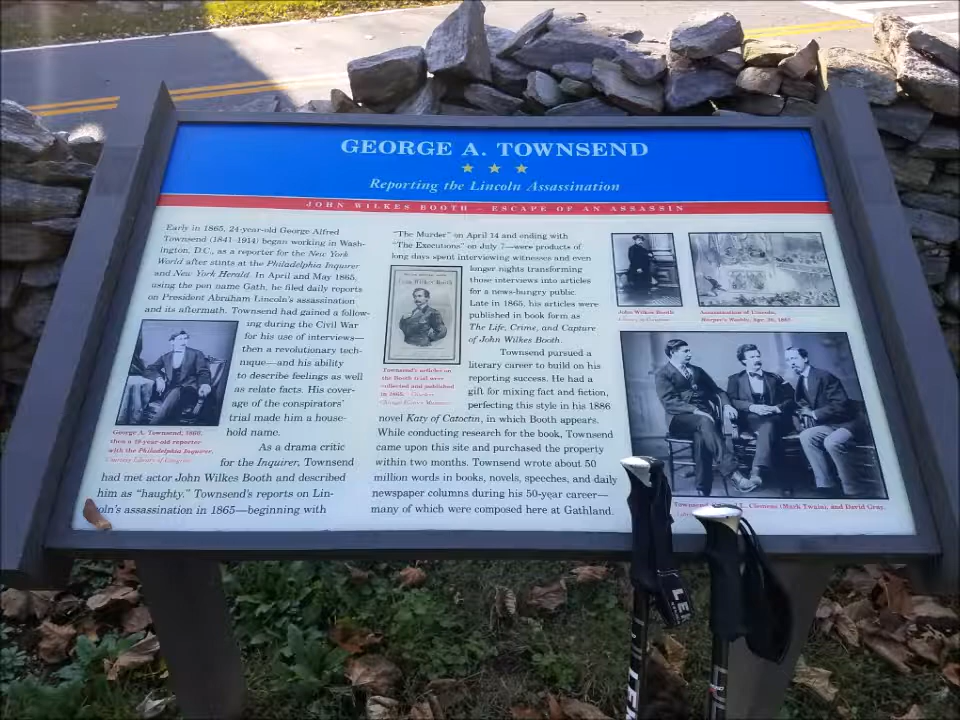 GEORGE A. TOWNSEND
Reporting the Lincoln Assassination
JOHN WILKES BOOTH – ESCAPE OF AN ASSASSIN
Early in 1865, 24-year-old George Alfred
Townsend (1841–1914) began working in Wash-
ington, D.C., as a reporter for the New York
World after stints at the Philadelphia Inquirer
and New York Herald. In April and May 1865,
using the pen name Gath, he filed daily reports
on President Abraham Lincoln's assassination
and its aftermath. Townsend had gained a follow-
ing during the Civil War
for his use of interviews—
then a revolutionary tech-
nique—and his ability
to describe feelings as well
as relate facts. His cover-
age of the conspirators'
trial made him a house-
hold name.
As a drama critic
for the Inquirer, Townsend
had met actor John Wilkes Booth and described
him as "haughty." Townsend's reports on Lin-
coln's assassination in 1865—beginning with
George A. Townsend, 1860,
then a 19-year-old reporter
with the Philadelphia Inquirer.
Courtesy Library of Congress
"The Murder" on April 14 and ending with
"The Executions" on July 7—were products of
long days spent interviewing witnesses and even
longer nights transforming
those interviews into articles
for a news-hungry public.
Late in 1865, his articles were
published in book form as
The Life, Crime, and Capture
of John Wilkes Booth.
Townsend pursued a
literary career to build on his
reporting success. He had a
gift for mixing fact and fiction,
perfecting this style in his 1886
novel Katy of Catoctin, in which Booth appears.
While conducting research for the book, Townsend
came upon this site and purchased the property
within two months. Townsend wrote about 50
million words in books, novels, speeches, and daily
newspaper columns during his 50-year career—
many of which were composed here at Gathland.
Townsend's articles on
the Booth trial were
collected and published
in 1865.
John Wilkes Booth
Assassination of Lincoln,
Harper's Weekly, Apr. 29, 1865
L. Clemens (Mark Twain), and David Gray.
LEKI
LEKI